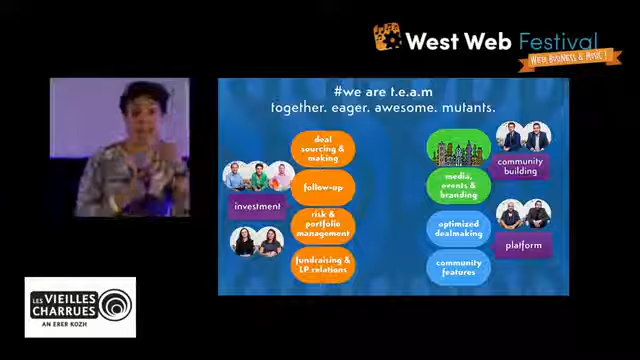 West Web Festival
WEB, BUSINESS & MUSIC !
#we are t.e.a.m
together. eager. awesome. mutants.
deal
sourcing &
making
follow-up
investment
risk &
portfolio
management
fundraising &
LP relations
community
building
media,
events &
branding
optimized
dealmaking
platform
community
features
LES VIEILLES
CHARRUES
AN ERER KOZH